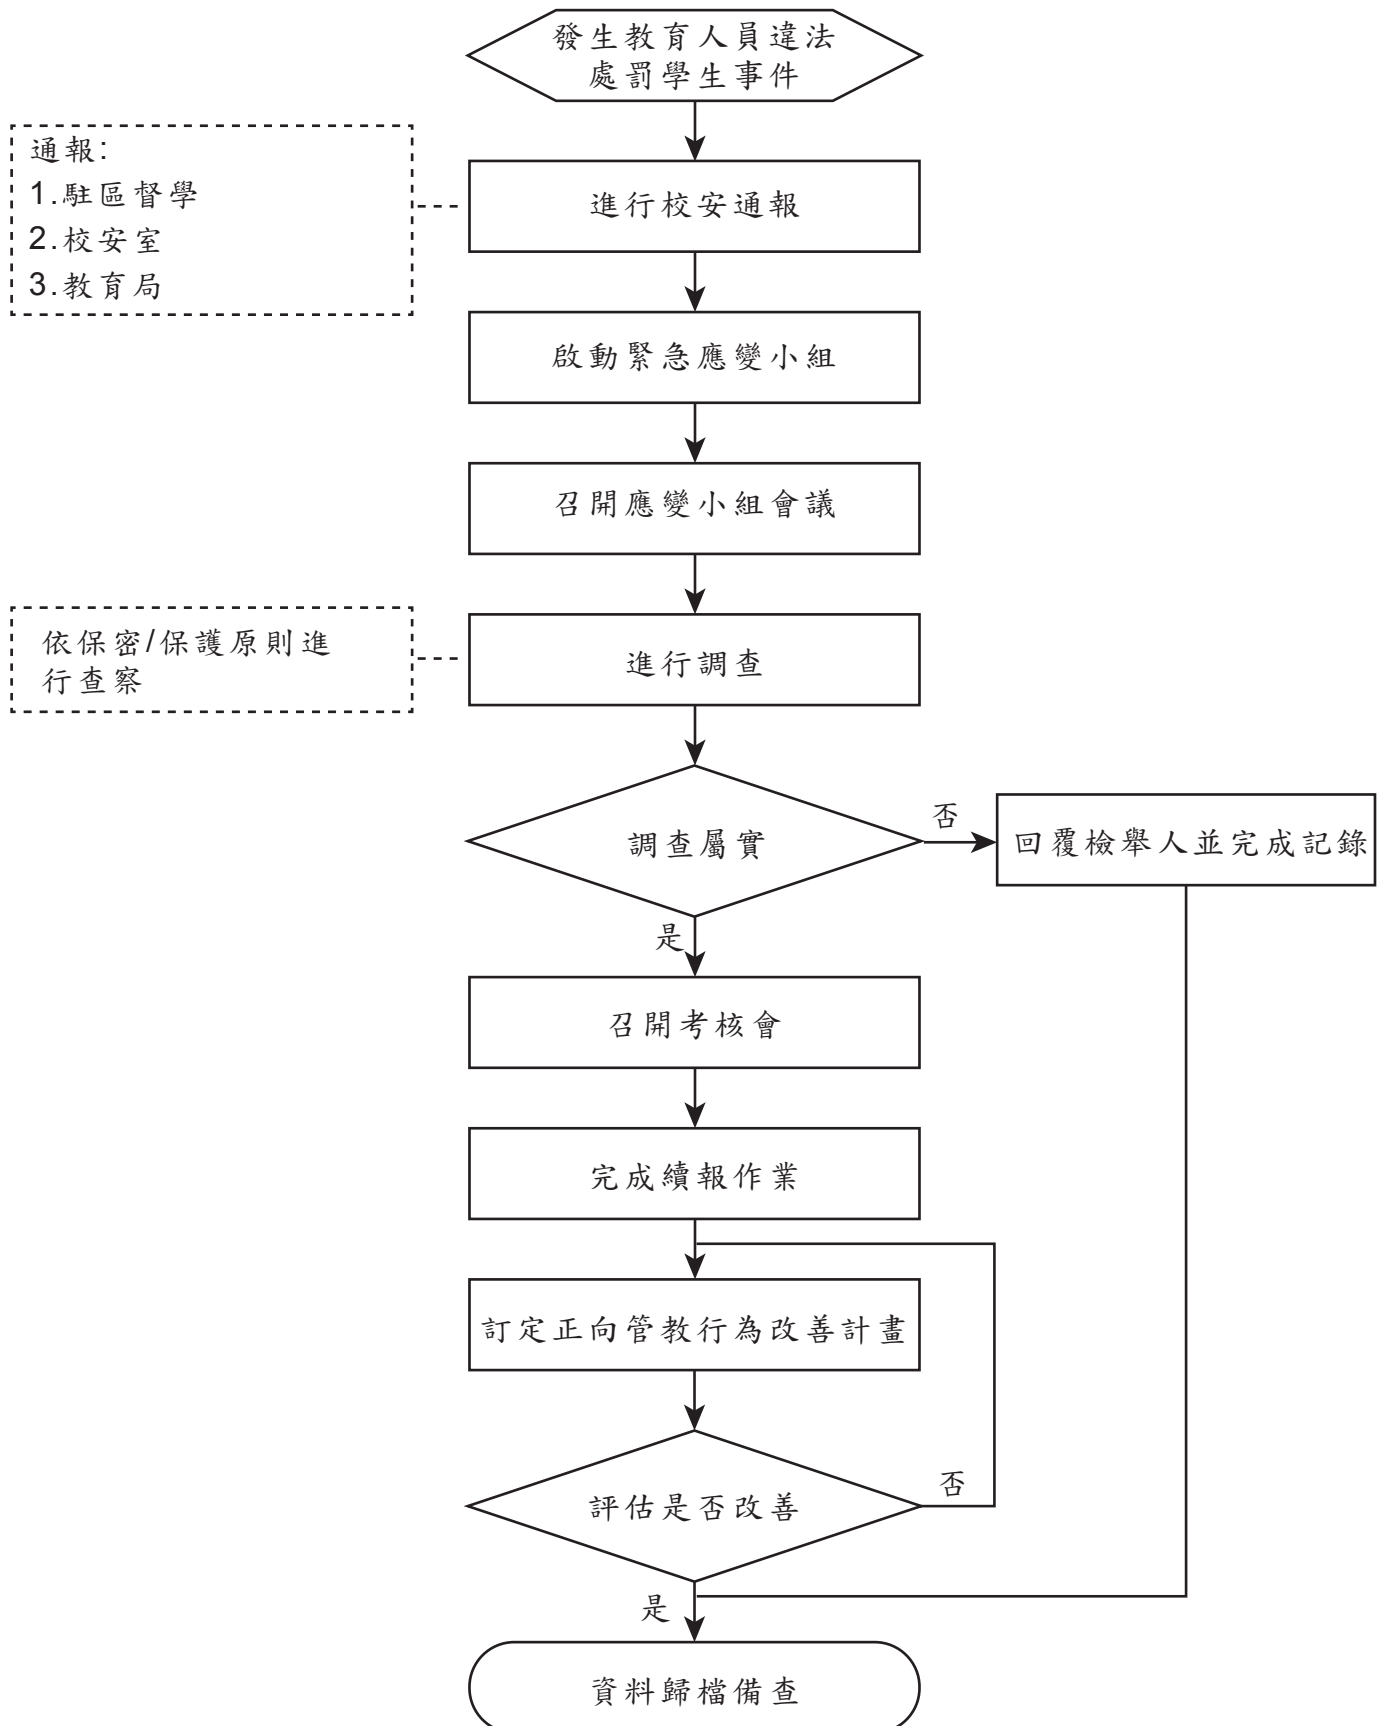 發生教育人員違法
處罰學生事件
通報:
1.駐區督學
2.校安室
3.教育局
進行校安通報
啟動緊急應變小組
召開應變小組會議
依保密/保護原則進
行查察
進行調查
調查屬實
否
回覆檢舉人並完成記錄
是
召開考核會
完成續報作業
訂定正向管教行為改善計畫
評估是否改善
否
是
資料歸檔備查